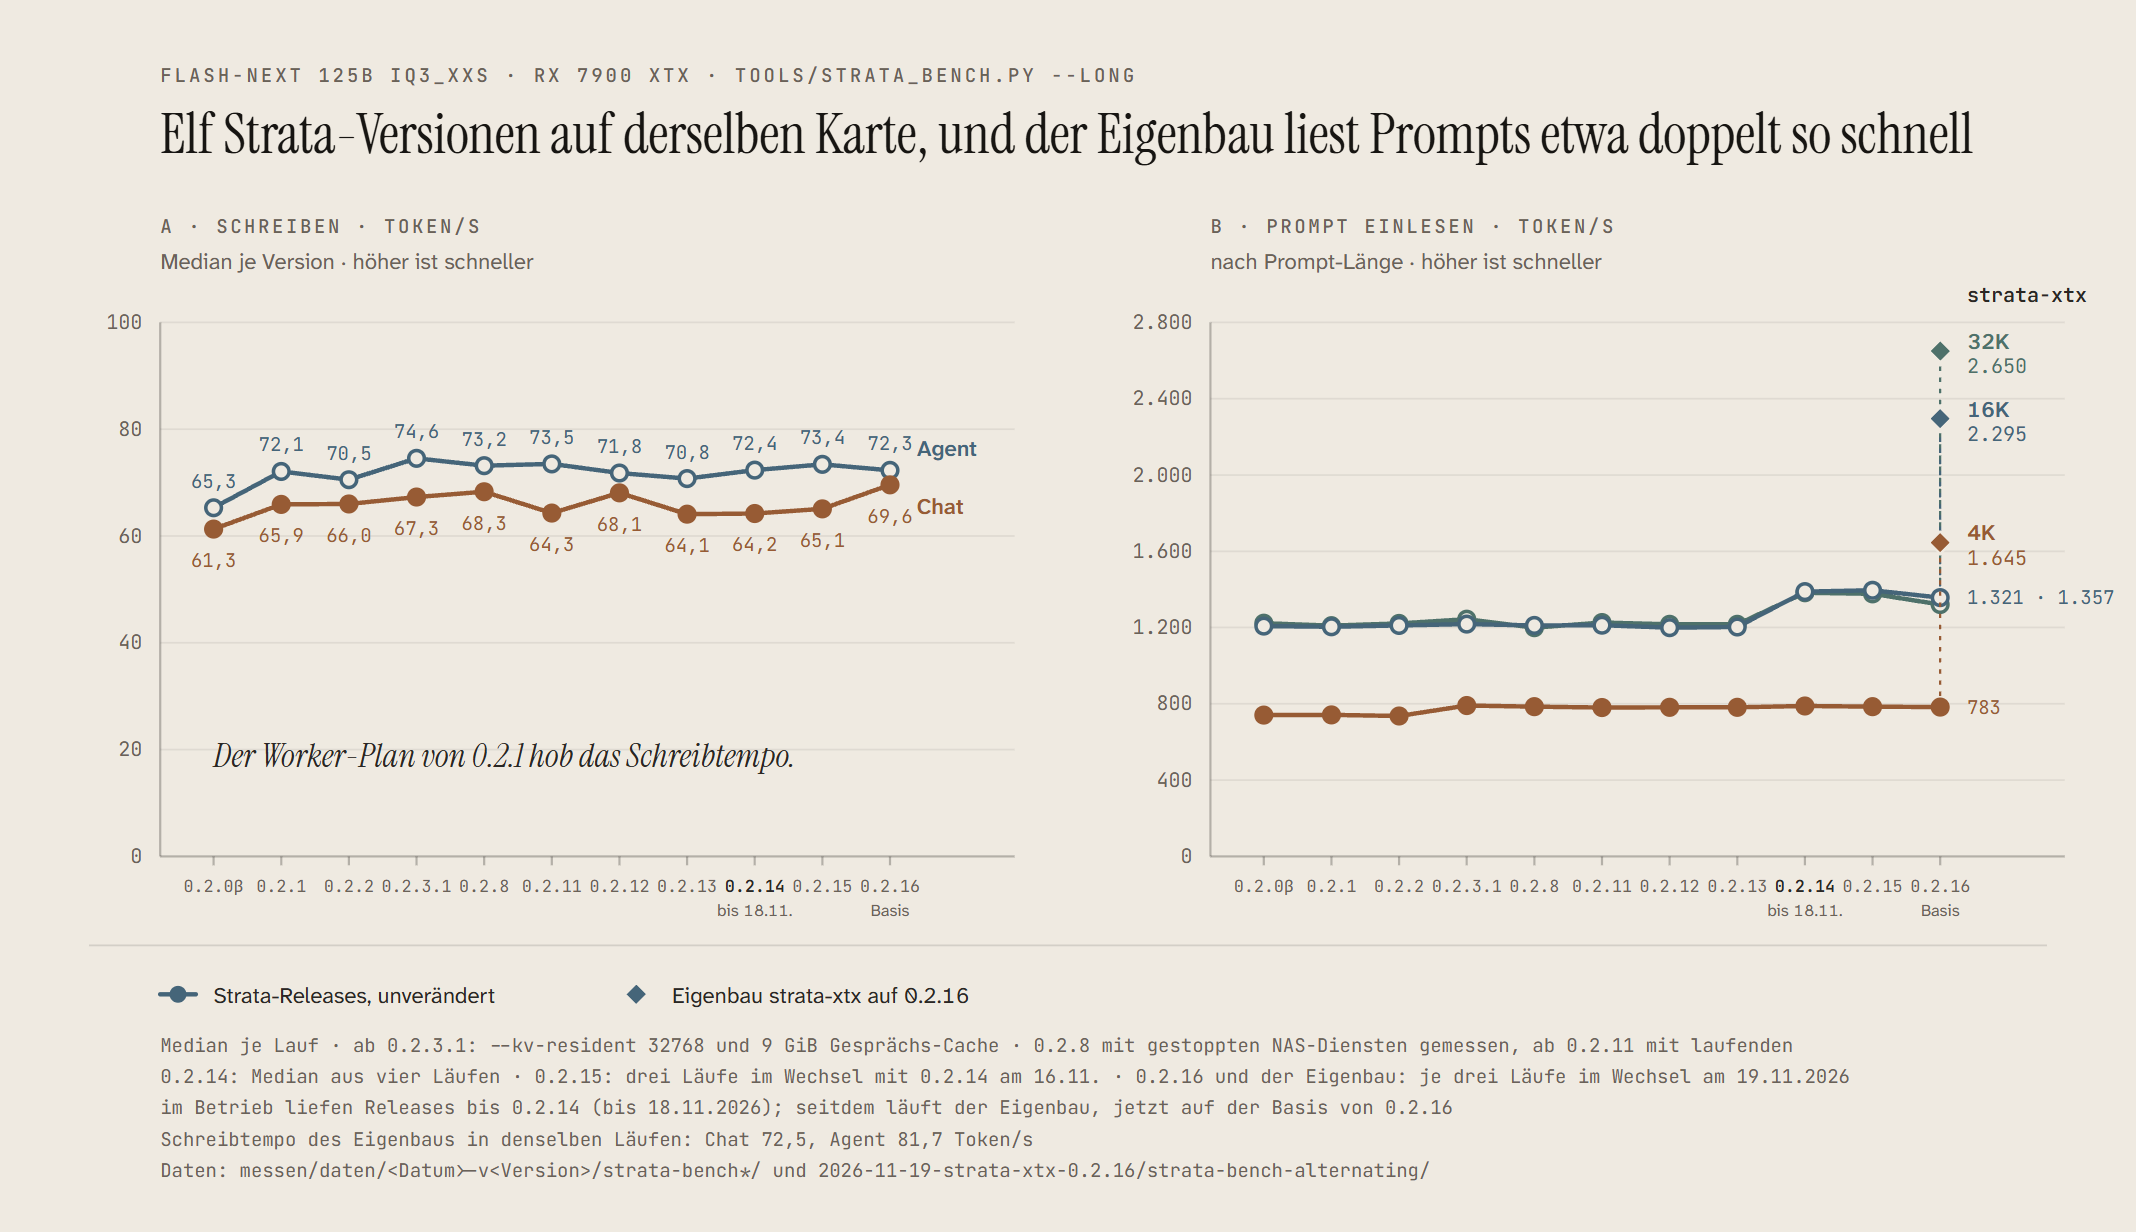 FLASH-NEXT 125B IQ3_XXS · RX 7900 XTX · TOOLS/STRATA_BENCH.PY --LONG
Elf Strata-Versionen auf derselben Karte, und der Eigenbau liest Prompts etwa doppelt so schnell
A · SCHREIBEN · TOKEN/S
Median je Version · höher ist schneller
100
80
60
40
20
0
65,3 72,1 70,5 74,6 73,2 73,5 71,8 70,8 72,4 73,4 72,3 Agent
61,3 65,9 66,0 67,3 68,3 64,3 68,1 64,1 64,2 65,1 69,6 Chat
Der Worker-Plan von 0.2.1 hob das Schreibtempo.
0.2.0β 0.2.1 0.2.2 0.2.3.1 0.2.8 0.2.11 0.2.12 0.2.13 0.2.14 0.2.15 0.2.16
bis 18.11. Basis
B · PROMPT EINLESEN · TOKEN/S
nach Prompt-Länge · höher ist schneller
strata-xtx
2.800
2.400
2.000
1.600
1.200
800
400
0
32K
2.650
16K
2.295
4K
1.645
1.321 · 1.357
783
0.2.0β 0.2.1 0.2.2 0.2.3.1 0.2.8 0.2.11 0.2.12 0.2.13 0.2.14 0.2.15 0.2.16
bis 18.11. Basis
Strata-Releases, unverändert
Eigenbau strata-xtx auf 0.2.16
Median je Lauf · ab 0.2.3.1: --kv-resident 32768 und 9 GiB Gesprächs-Cache · 0.2.8 mit gestoppten NAS-Diensten gemessen, ab 0.2.11 mit laufenden
0.2.14: Median aus vier Läufen · 0.2.15: drei Läufe im Wechsel mit 0.2.14 am 16.11. · 0.2.16 und der Eigenbau: je drei Läufe im Wechsel am 19.11.2026
im Betrieb liefen Releases bis 0.2.14 (bis 18.11.2026); seitdem läuft der Eigenbau, jetzt auf der Basis von 0.2.16
Schreibtempo des Eigenbaus in denselben Läufen: Chat 72,5, Agent 81,7 Token/s
Daten: messen/daten/<Datum>-v<Version>/strata-bench*/ und 2026-11-19-strata-xtx-0.2.16/strata-bench-alternating/